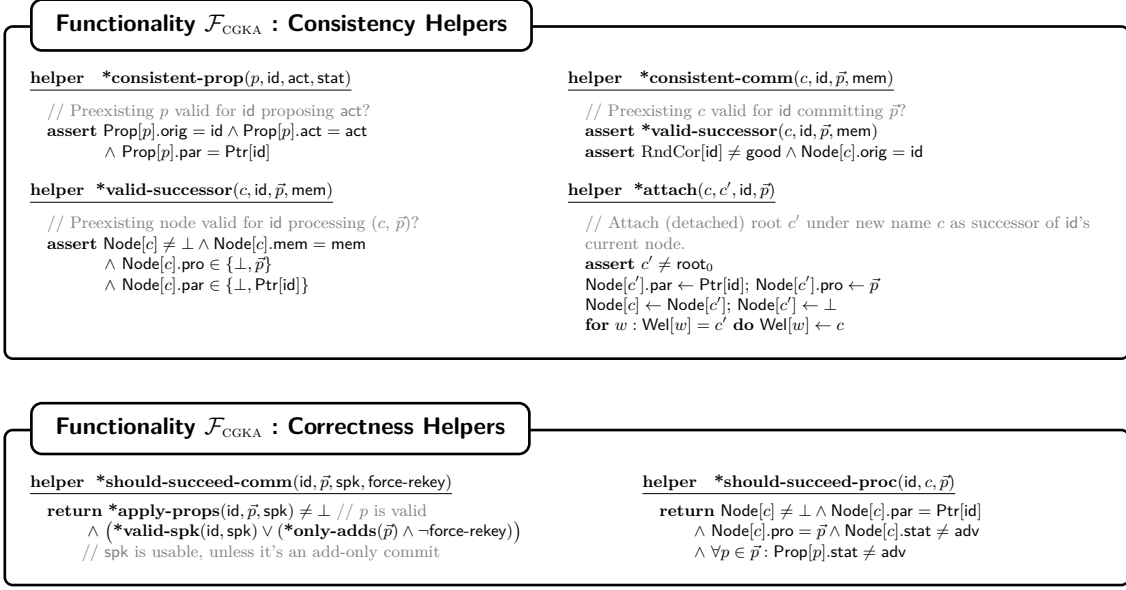 Functionality F_CGKA : Consistency Helpers
helper *consistent-prop(p, id, act, stat)
// Preexisting p valid for id proposing act?
assert Prop[p].orig = id ∧ Prop[p].act = act
∧ Prop[p].par = Ptr[id]
helper *valid-successor(c, id, p⃗, mem)
// Preexisting node valid for id processing (c, p⃗)?
assert Node[c] ≠ ⊥ ∧ Node[c].mem = mem
∧ Node[c].pro ∈ {⊥, p⃗}
∧ Node[c].par ∈ {⊥, Ptr[id]}
helper *consistent-comm(c, id, p⃗, mem)
// Preexisting c valid for id committing p⃗?
assert *valid-successor(c, id, p⃗, mem)
assert RndCor[id] ≠ good ∧ Node[c].orig = id
helper *attach(c, c′, id, p⃗)
// Attach (detached) root c′ under new name c as successor of id's
current node.
assert c′ ≠ root₀
Node[c′].par ← Ptr[id]; Node[c′].pro ← p⃗
Node[c] ← Node[c′]; Node[c′] ← ⊥
for w : Wel[w] = c′ do Wel[w] ← c
Functionality F_CGKA : Correctness Helpers
helper *should-succeed-comm(id, p⃗, spk, force-rekey)
return *apply-props(id, p⃗, spk) ≠ ⊥ // p is valid
∧ (*valid-spk(id, spk) ∨ (*only-adds(p⃗) ∧ ¬force-rekey))
// spk is usable, unless it's an add-only commit
helper *should-succeed-proc(id, c, p⃗)
return Node[c] ≠ ⊥ ∧ Node[c].par = Ptr[id]
∧ Node[c].pro = p⃗ ∧ Node[c].stat ≠ adv
∧ ∀p ∈ p⃗ : Prop[p].stat ≠ adv